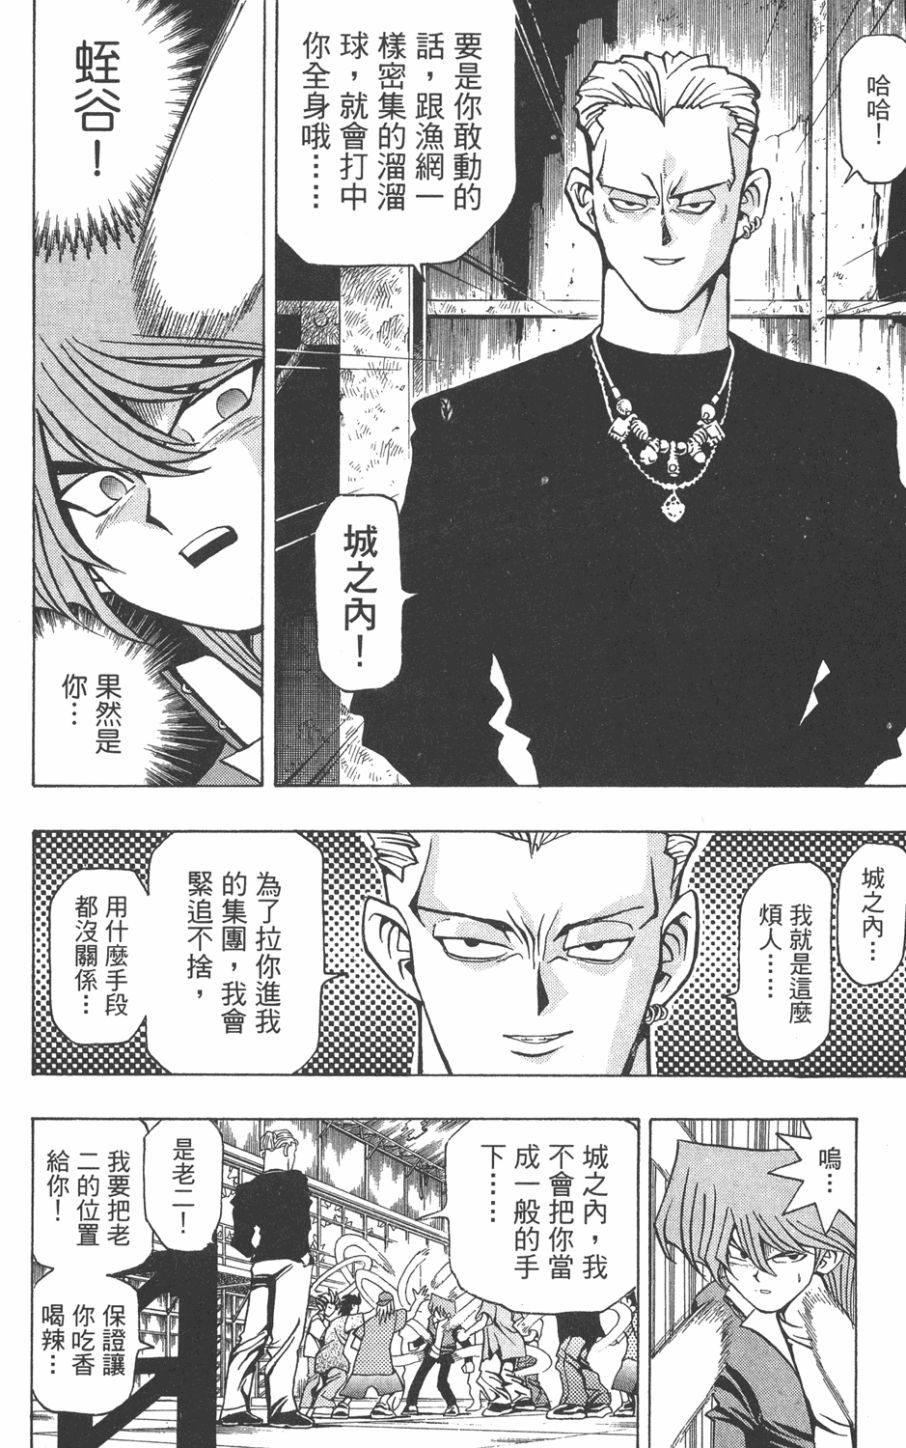 哈哈！
要是你敢動的
話，跟漁網一
樣密集的溜溜
球，就會打中
你全身哦……
城之內！
蛭谷！
果然是
你…
城之內…
我就是這麼
煩人……
為了拉你進我
的集團，我會
緊追不捨，
用什麼手段
都沒關係…
嗚…
城之內，我
不會把你當
成一般的手
下……
是老二！
我要把老
二的位置
給你！
保證讓
你吃香
喝辣…